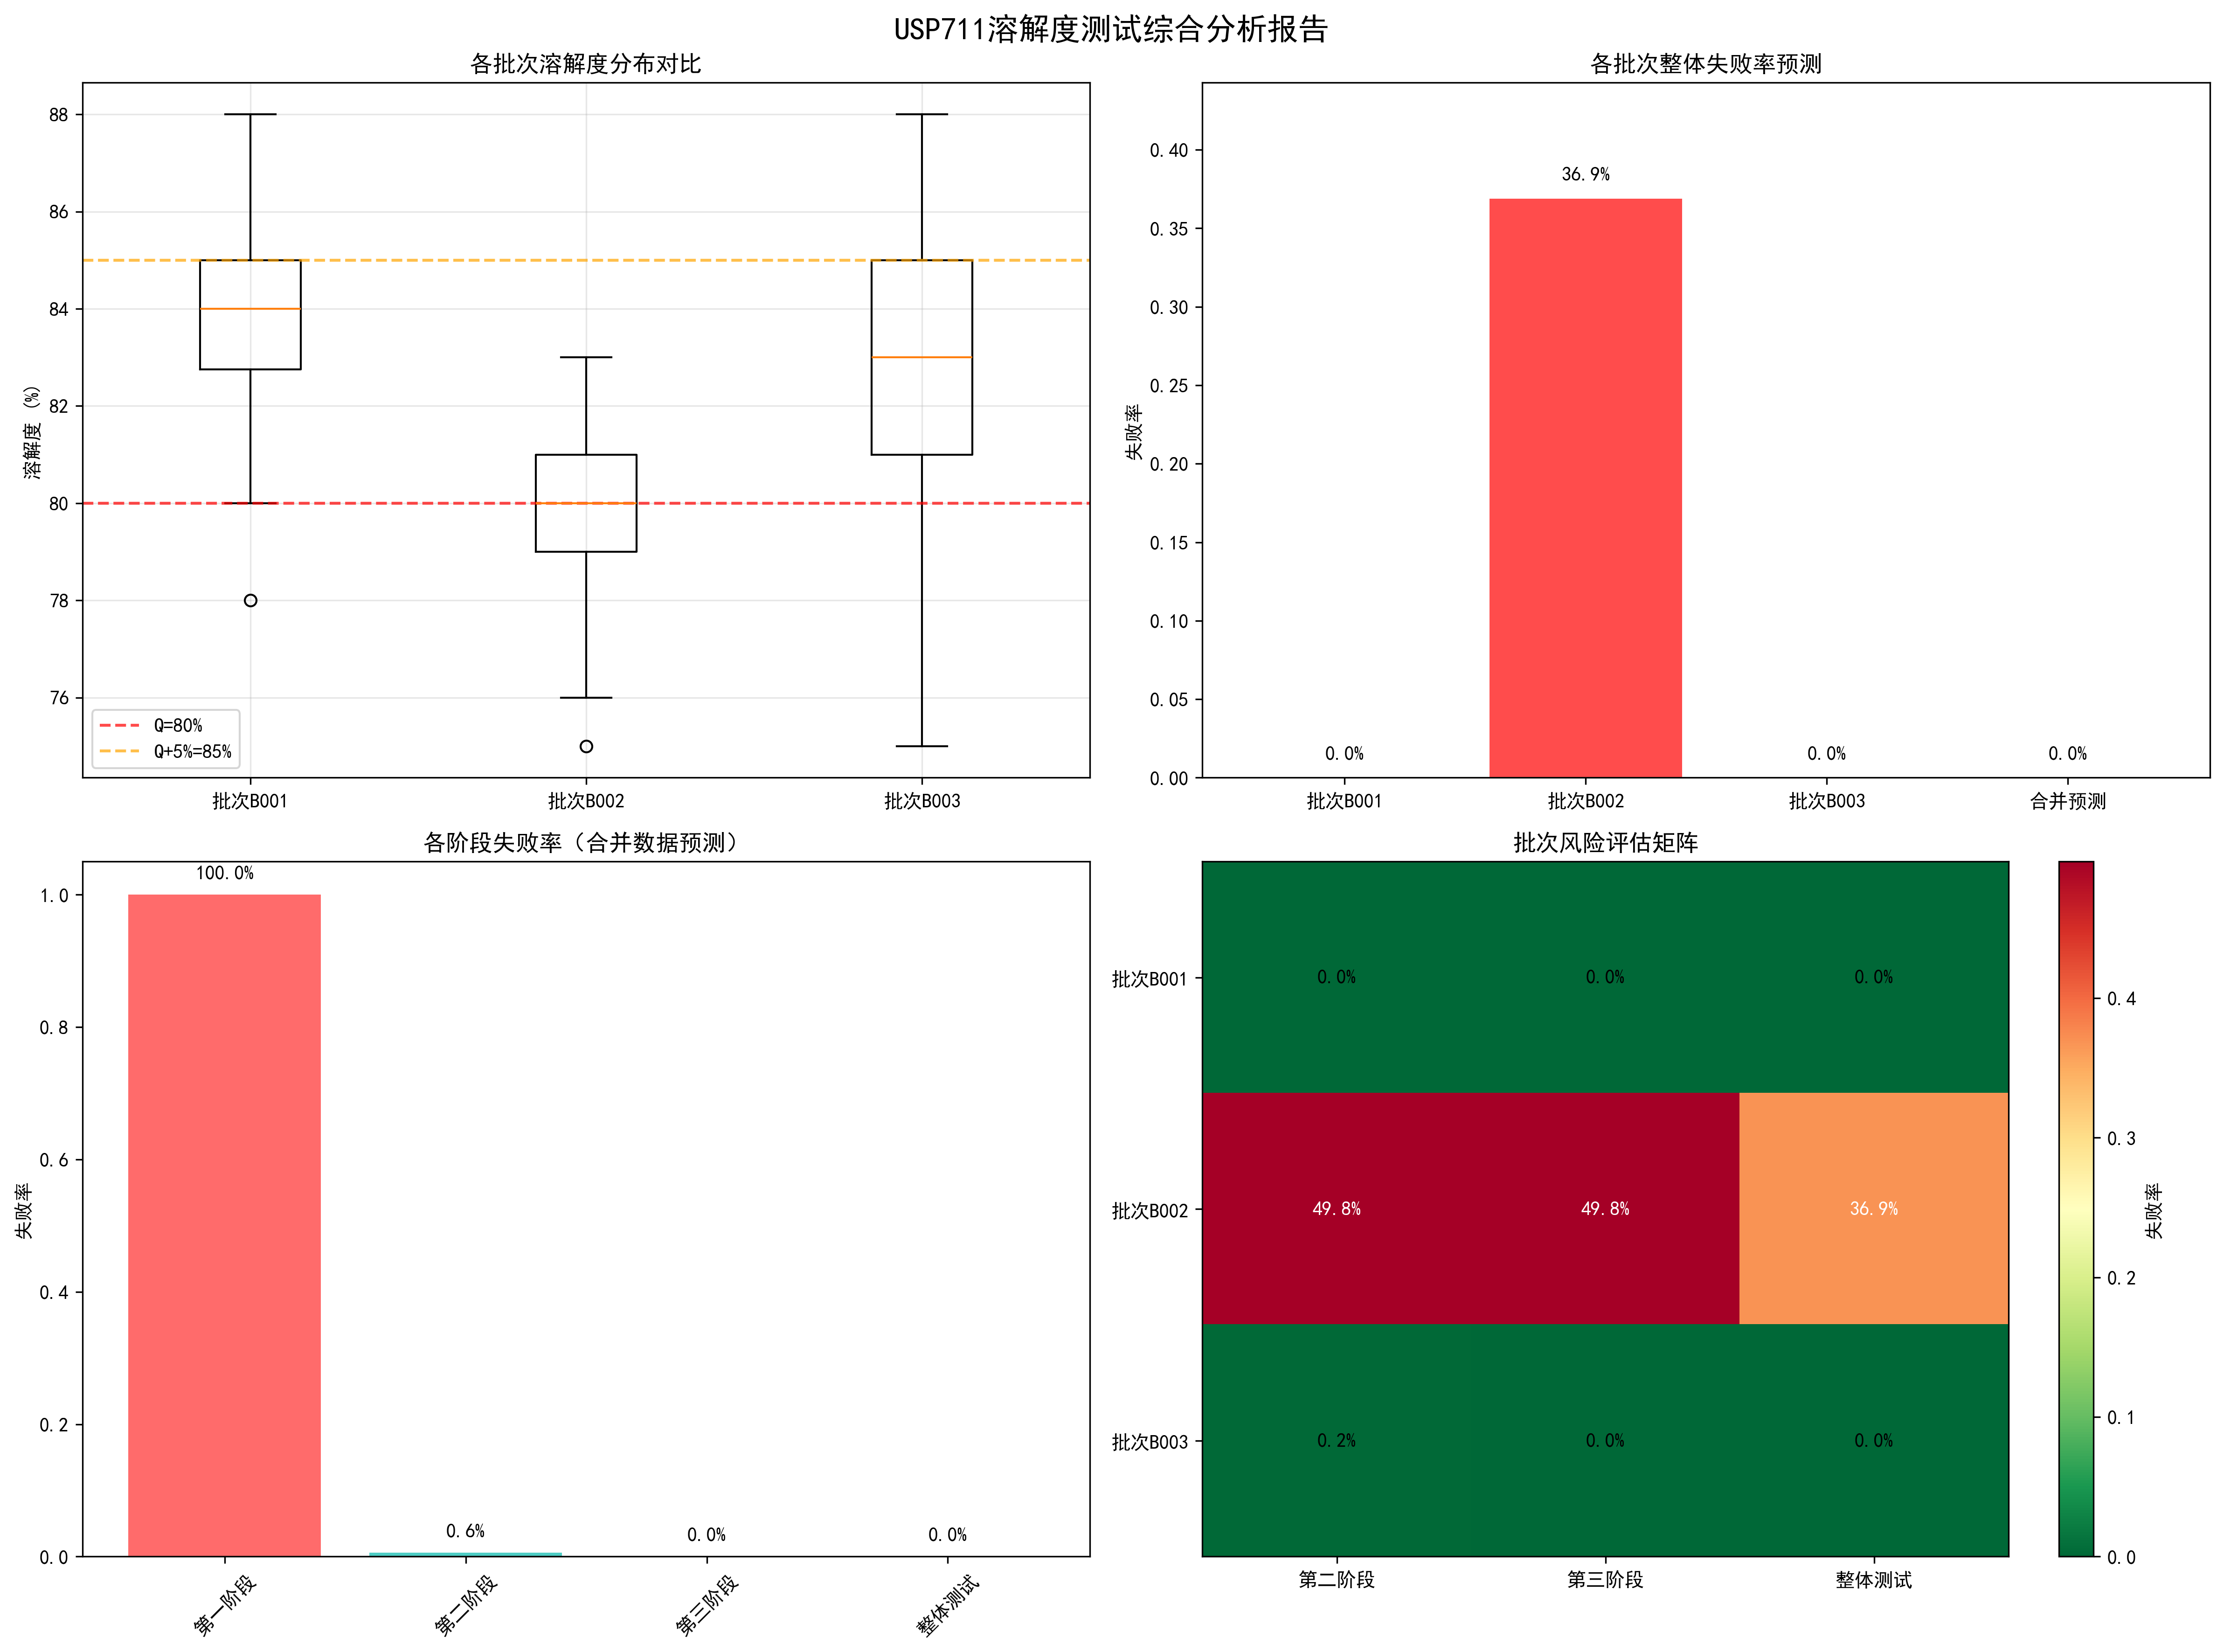 USP711溶解度测试综合分析报告
各批次溶解度分布对比
溶解度 (%)
88
86
84
82
80
78
76
Q=80%
Q+5%=85%
批次B001
批次B002
批次B003
各批次整体失败率预测
失败率
0.40
0.35
0.30
0.25
0.20
0.15
0.10
0.05
0.00
0.0%
36.9%
0.0%
0.0%
批次B001
批次B002
批次B003
合并预测
各阶段失败率（合并数据预测）
失败率
1.0
0.8
0.6
0.4
0.2
0.0
100.0%
0.6%
0.0%
0.0%
第一阶段
第二阶段
第三阶段
整体测试
批次风险评估矩阵
批次B001
0.0%
0.0%
0.0%
批次B002
49.8%
49.8%
36.9%
批次B003
0.2%
0.0%
0.0%
第二阶段
第三阶段
整体测试
0.4
0.3
0.2
0.1
0.0
失败率